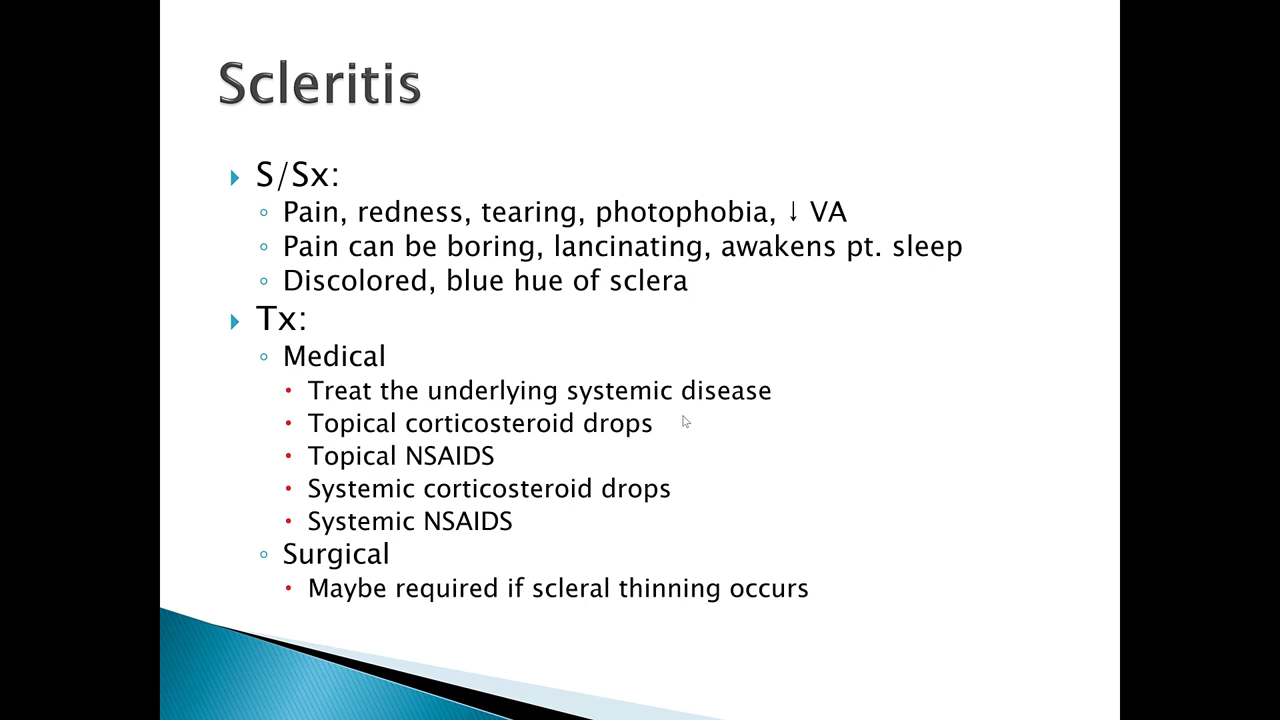 Scleritis
S/Sx:
Pain, redness, tearing, photophobia, ↓ VA
Pain can be boring, lancinating, awakens pt. sleep
Discolored, blue hue of sclera
Tx:
Medical
Treat the underlying systemic disease
Topical corticosteroid drops
Topical NSAIDS
Systemic corticosteroid drops
Systemic NSAIDS
Surgical
Maybe required if scleral thinning occurs